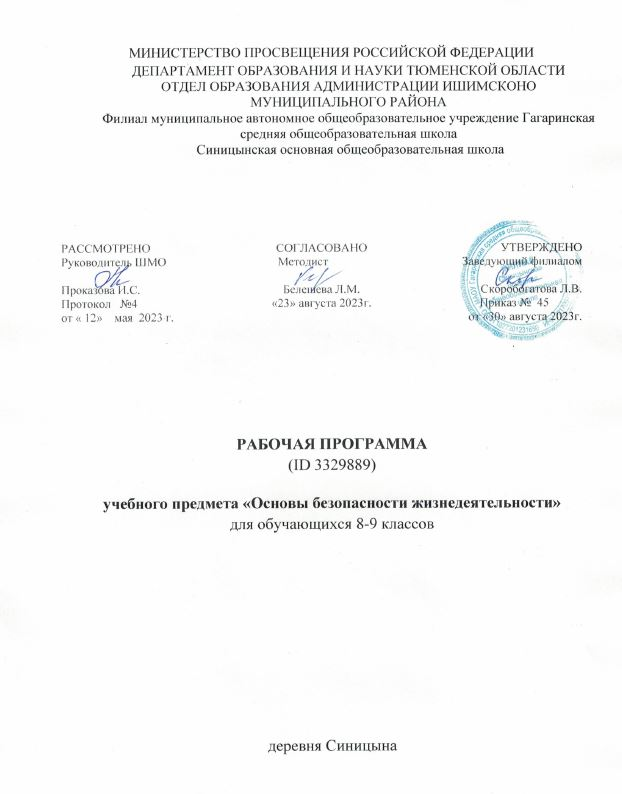 МИНИСТЕРСТВО ПРОСВЕЩЕНИЯ РОССИЙСКОЙ ФЕДЕРАЦИИ
ДЕПАРТАМЕНТ ОБРАЗОВАНИЯ И НАУКИ ТЮМЕНСКОЙ ОБЛАСТИ
ОТДЕЛ ОБРАЗОВАНИЯ АДМИНИСТРАЦИИ ИШИМСКОНО
МУНИЦИПАЛЬНОГО РАЙОНА
Филиал муниципальное автономное общеобразовательное учреждение Гагаринская
средняя общеобразовательная школа
Синицынская основная общеобразовательная школа
РАССМОТРЕНО СОГЛАСОВАНО УТВЕРЖДЕНО
Руководитель ШМО Методист Заведующий филиалом
Проказова И.С. Л.М. Скоробогатова Л.В.
Протокол №4 «23» августа 2023г. Приказ № 45
от « 12» мая 2023 г. от «30» августа 2023г.
РАБОЧАЯ ПРОГРАММА
(ID 3329889)
учебного предмета «Основы безопасности жизнедеятельности»
для обучающихся 8-9 классов
деревня Синицына